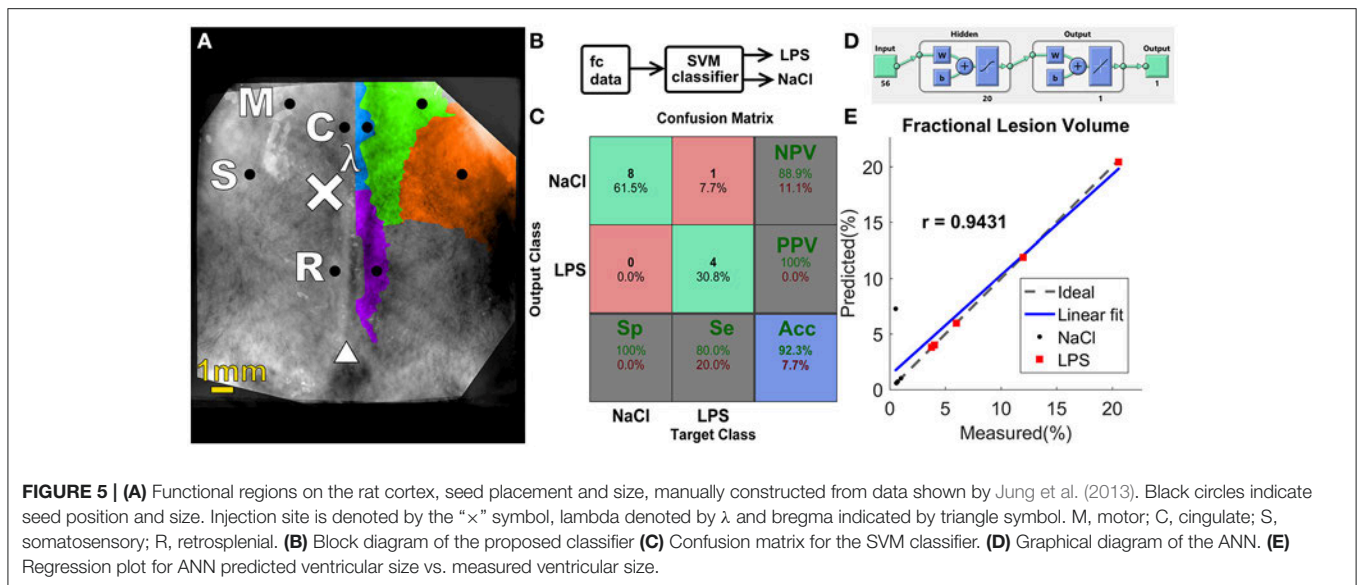 A
M
C
λ
S
R
1mm
B
fc data
SVM classifier
LPS
NaCl
C
Confusion Matrix
Output Class
NaCl
8
61.5%
1
7.7%
NPV
88.9%
11.1%
LPS
0
0.0%
4
30.8%
PPV
100%
0.0%
Sp
100%
0.0%
Se
80.0%
20.0%
Acc
92.3%
7.7%
NaCl
LPS
Target Class
D
Input
56
Hidden
W
b
+
20
Output
W
b
+
1
Output
1
E
Fractional Lesion Volume
Predicted(%)
20
15
10
5
0
r = 0.9431
Ideal
Linear fit
NaCl
LPS
0
5
10
15
20
Measured(%)
FIGURE 5 | (A) Functional regions on the rat cortex, seed placement and size, manually constructed from data shown by Jung et al. (2013). Black circles indicate
seed position and size. Injection site is denoted by the “×” symbol, lambda denoted by λ and bregma indicated by triangle symbol. M, motor; C, cingulate; S,
somatosensory; R, retrosplenial. (B) Block diagram of the proposed classifier (C) Confusion matrix for the SVM classifier. (D) Graphical diagram of the ANN. (E)
Regression plot for ANN predicted ventricular size vs. measured ventricular size.